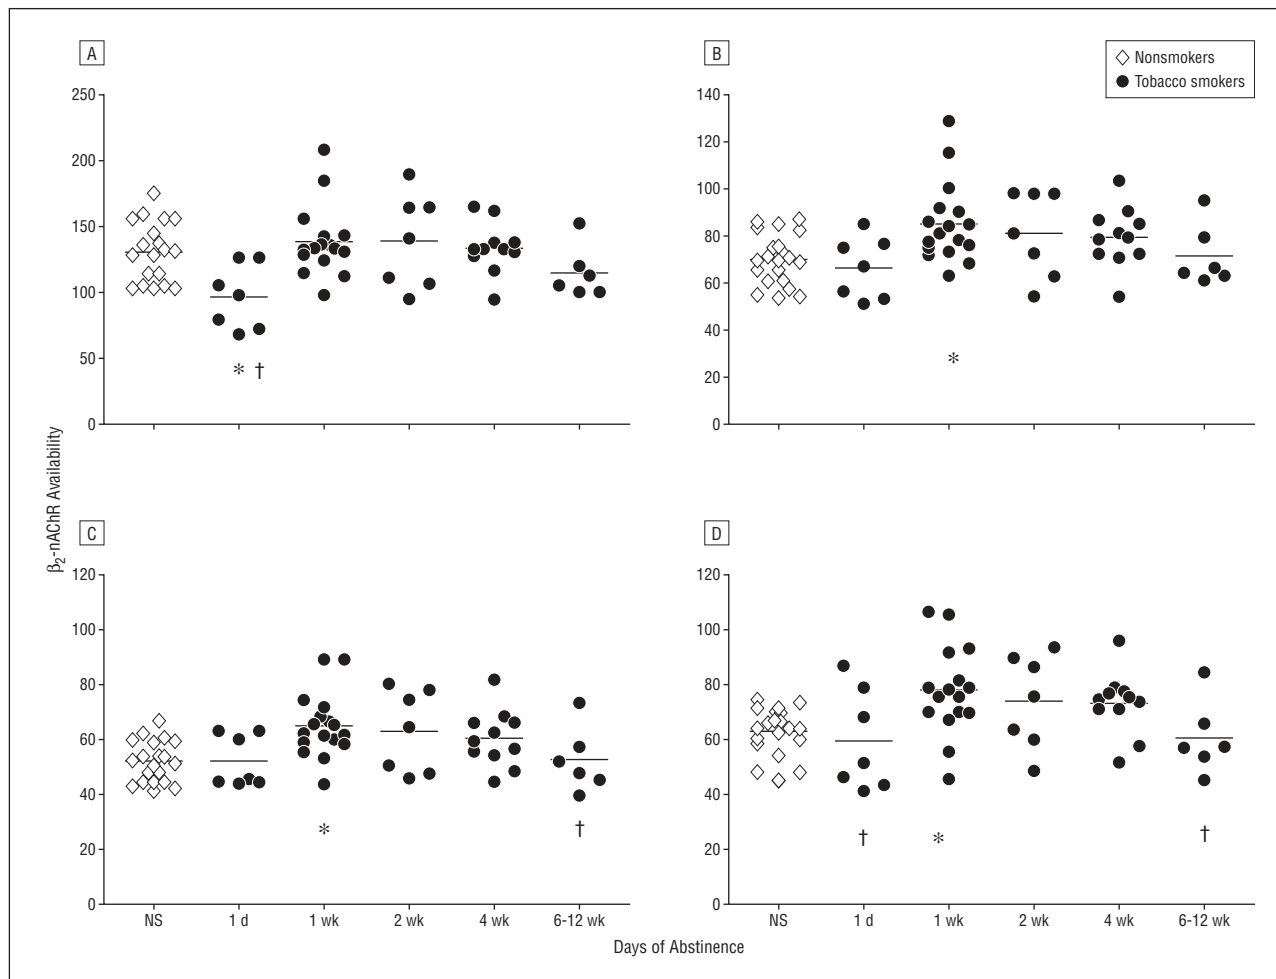 A
250
200
150
100
50
0
* †
B
Nonsmokers
Tobacco smokers
140
120
100
80
60
40
20
0
*
β2-nAChR Availability
C
120
100
80
60
40
20
0
* †
NS 1 d 1 wk 2 wk 4 wk 6-12 wk
D
120
100
80
60
40
20
0
† * †
NS 1 d 1 wk 2 wk 4 wk 6-12 wk
Days of Abstinence